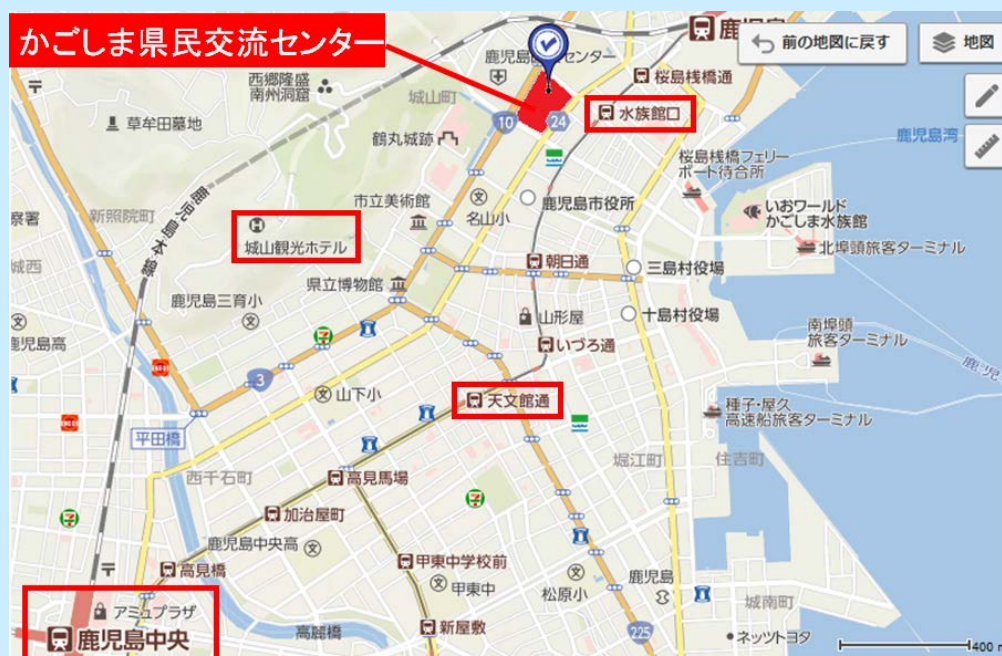 かごしま県民交流センター
鹿児島
前の地図に戻す
地図
桜島桟橋通
水族館口
西郷隆盛
南州洞窟
城山町
草牟田墓地
10
24
鶴丸城跡
鹿児島湾
桜島桟橋フェリー
ボート待合所
市立美術館
名山小
鹿児島市役所
いおワールド
かごしま水族館
新照院町
察署
城山観光ホテル
北埠頭旅客ターミナル
朝日通
三島村役場
城西
鹿児島本線
県立博物館
鹿児島三育小
山形屋
十島村役場
南埠頭
旅客ターミナル
鹿児島高
いづろ通
鹿児
3
山下小
天文館通
種子・屋久
高速船旅客ターミナル
平田橋
西千石町
高見馬場
堀江町
住吉町
加治屋町
鹿児島中央高
高見橋
甲東中学校前
甲東中
松原小
鹿児島
城南町
アミュプラザ
鹿児島中央
高麗橋
新屋敷
225
ネッツトヨタ
400 m